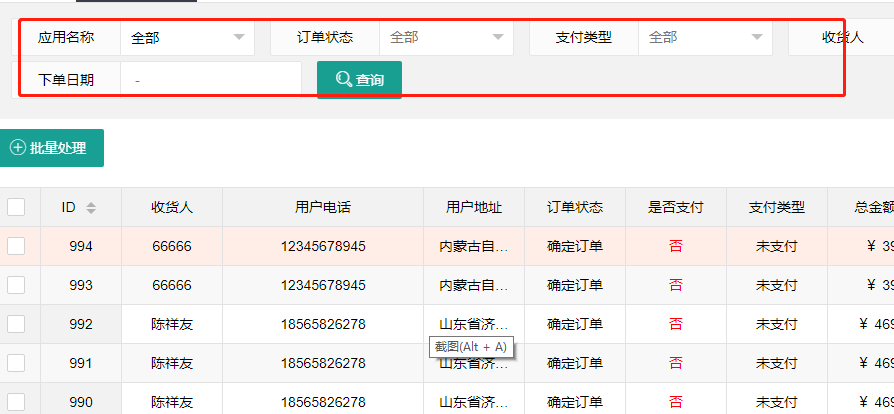 应用名称 全部 订单状态 全部 支付类型 全部 收货人
下单日期 - 查询
批量处理
ID 收货人 用户电话 用户地址 订单状态 是否支付 支付类型 总金额
994 66666 12345678945 内蒙古自... 确定订单 否 未支付 ¥ 39
993 66666 12345678945 内蒙古自... 确定订单 否 未支付 ¥ 39
992 陈祥友 18565826278 山东省济... 确定订单 否 未支付 ¥ 469
截图(Alt + A)
991 陈祥友 18565826278 山东省济... 确定订单 否 未支付 ¥ 469
990 陈祥友 18565826278 山东省济... 确定订单 否 未支付 ¥ 469